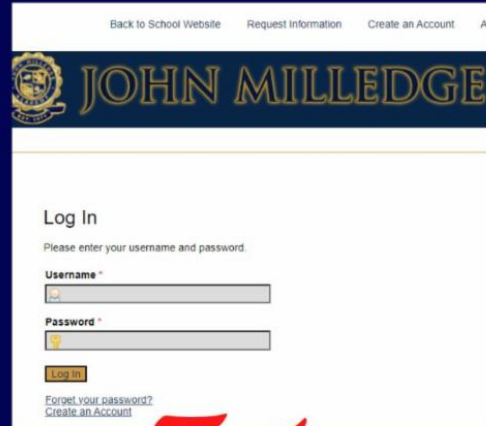 Back to School Website Request Information Create an Account
JOHN MILLEDGE
Log In
Please enter your username and password.
Username *
Password *
Log In
Forget your password?
Create an Account